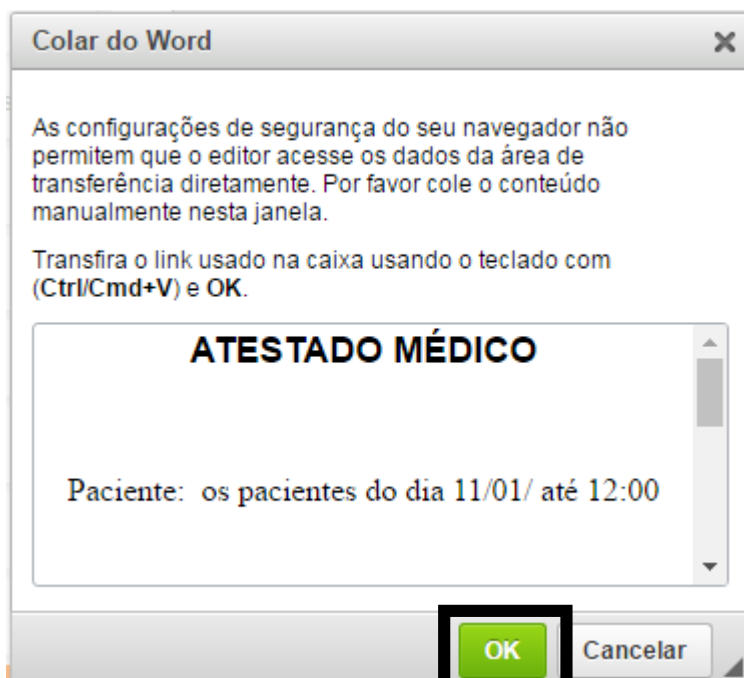 Colar do Word
As configurações de segurança do seu navegador não
permitem que o editor acesse os dados da área de
transferência diretamente. Por favor cole o conteúdo
manualmente nesta janela.
Transfira o link usado na caixa usando o teclado com
(Ctrl/Cmd+V) e OK.
ATESTADO MÉDICO
Paciente:  os pacientes do dia 11/01/ até 12:00
OK Cancelar